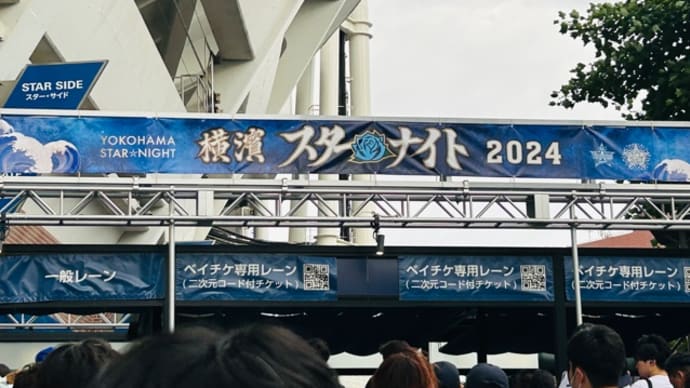 STAR SIDE
スター・サイド
YOKOHAMA
STAR☆NIGHT
横濱 スターナイト 2024
一般レーン
ベイチケ専用レーン
(二次元コード付チケット)
ベイチケ専用レーン
(二次元コード付チケット)
ベイチケ専用レーン
(二次元コード付チケット)